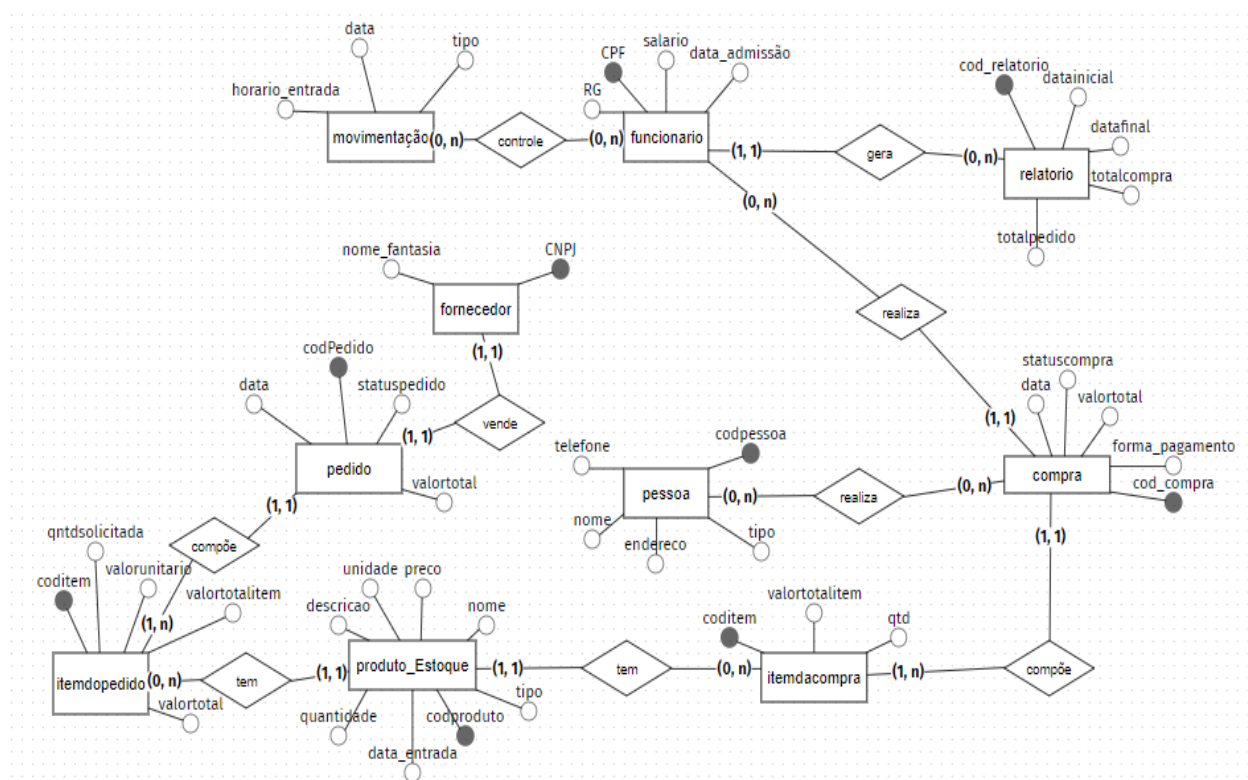 data
tipo
horario_entrada
movimentação
(0, n)
controle
(0, n)
CPF
salario
data_admissão
RG
funcionario
(1, 1)
gera
(0, n)
cod_relatorio
datainicial
datafinal
relatorio
totalcompra
totalpedido
(0, n)
realiza
(1, 1)
nome_fantasia
CNPJ
fornecedor
(1, 1)
vende
(1, 1)
codPedido
data
statuspedido
pedido
valortotal
(1, 1)
compõe
(1, n)
statuscompra
data
valortotal
forma_pagamento
compra
cod_compra
telefone
codpessoa
pessoa
(0, n)
realiza
(0, n)
nome
endereco
tipo
(1, 1)
qntdsolicitada
coditem
valorunitario
valortotalitem
itemdopedido
(0, n)
tem
(1, 1)
valortotal
unidade
preco
descricao
nome
produto_Estoque
(1, 1)
tem
(0, n)
tipo
quantidade
codproduto
data_entrada
valortotalitem
coditem
qtd
itemdacompra
(1, n)
compõe